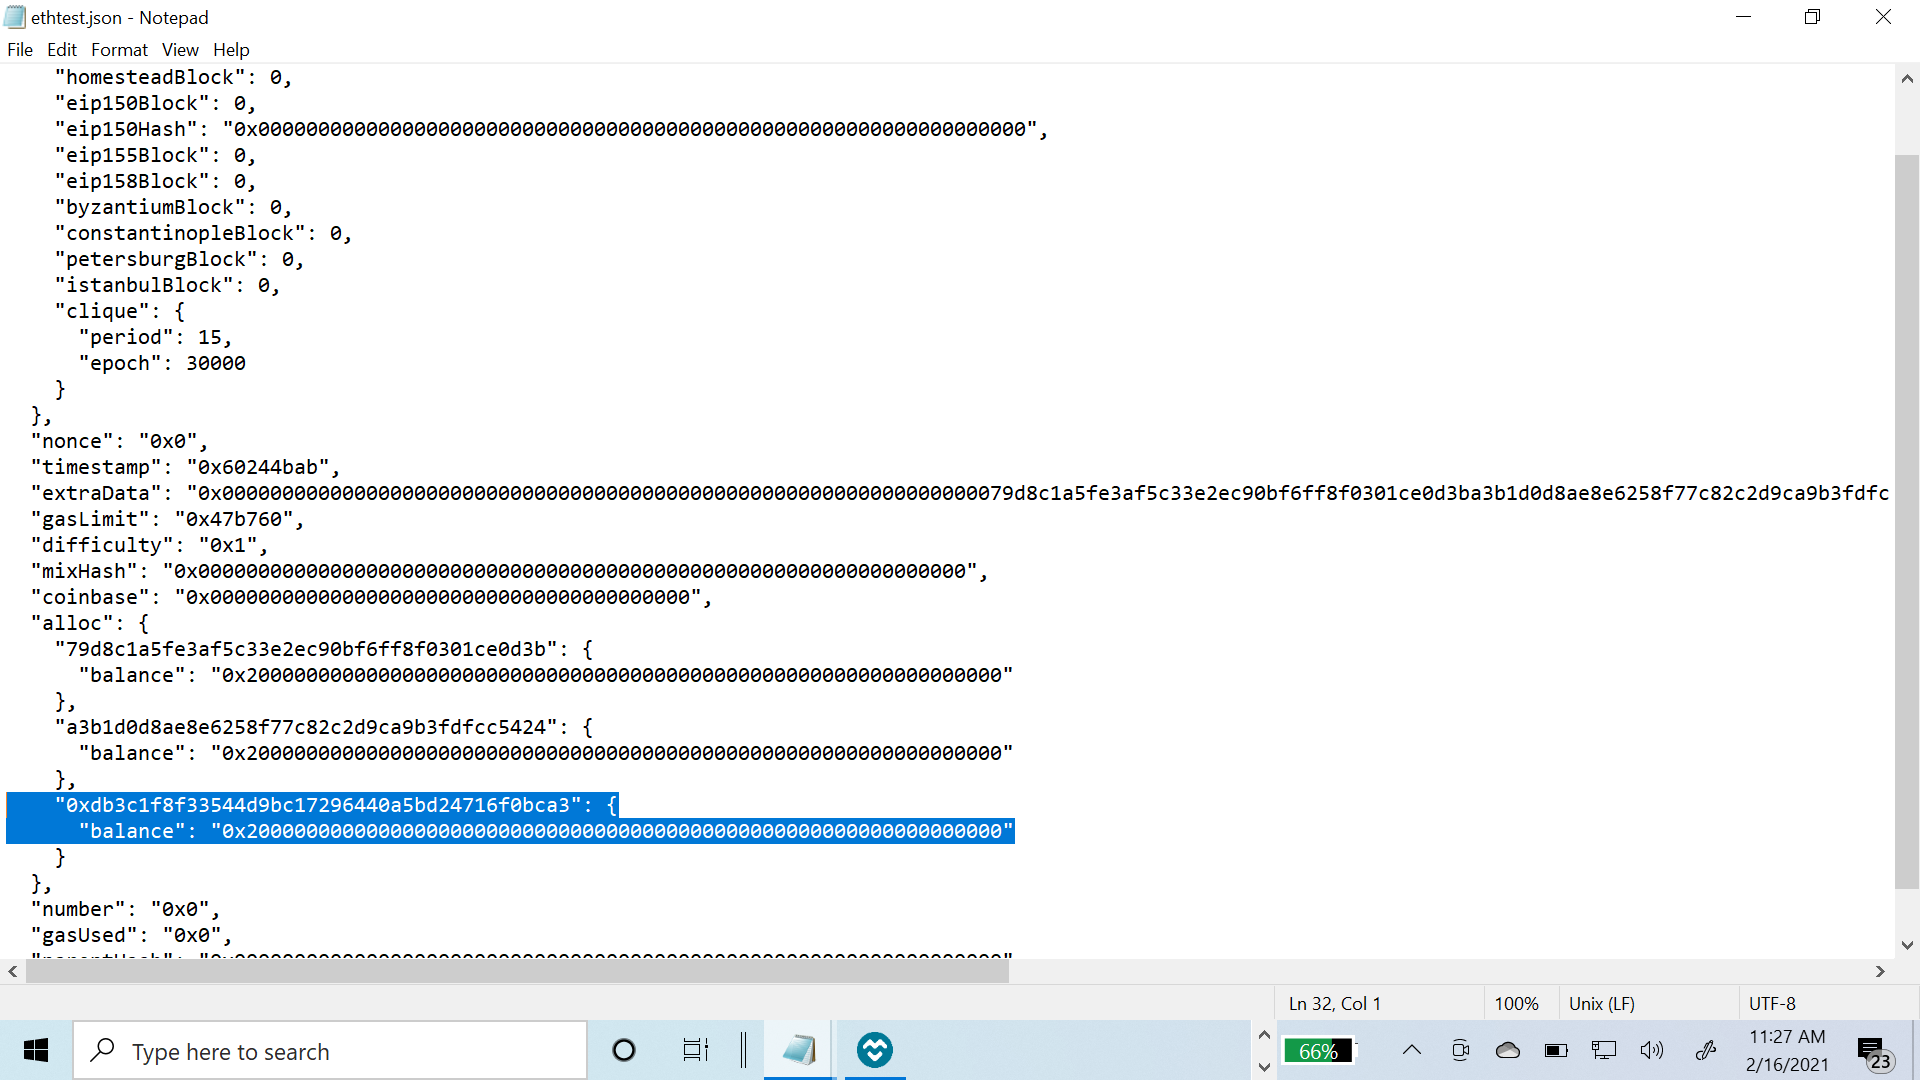 ethtest.json - Notepad
File Edit Format View Help
"homesteadBlock": 0,
"eip150Block": 0,
"eip150Hash": "0x0000000000000000000000000000000000000000000000000000000000000000",
"eip155Block": 0,
"eip158Block": 0,
"byzantiumBlock": 0,
"constantinopleBlock": 0,
"petersburgBlock": 0,
"istanbulBlock": 0,
"clique": {
"period": 15,
"epoch": 30000
}
},
"nonce": "0x0",
"timestamp": "0x60244bab",
"extraData": "0x000000000000000000000000000000000000000000000000000000000000000079d8c1a5fe3af5c33e2ec90bf6ff8f0301ce0d3ba3b1d0d8ae8e6258f77c82c2d9ca9b3fdfc
"gasLimit": "0x47b760",
"difficulty": "0x1",
"mixHash": "0x0000000000000000000000000000000000000000000000000000000000000000",
"coinbase": "0x0000000000000000000000000000000000000000",
"alloc": {
"79d8c1a5fe3af5c33e2ec90bf6ff8f0301ce0d3b": {
"balance": "0x200000000000000000000000000000000000000000000000000000000000000"
},
"a3b1d0d8ae8e6258f77c82c2d9ca9b3fdfcc5424": {
"balance": "0x200000000000000000000000000000000000000000000000000000000000000"
},
"0xdb3c1f8f33544d9bc17296440a5bd24716f0bca3": {
"balance": "0x200000000000000000000000000000000000000000000000000000000000000"
}
},
"number": "0x0",
"gasUsed": "0x0",
Ln 32, Col 1
100%
Unix (LF)
UTF-8
Type here to search
66%
11:27 AM
2/16/2021
23